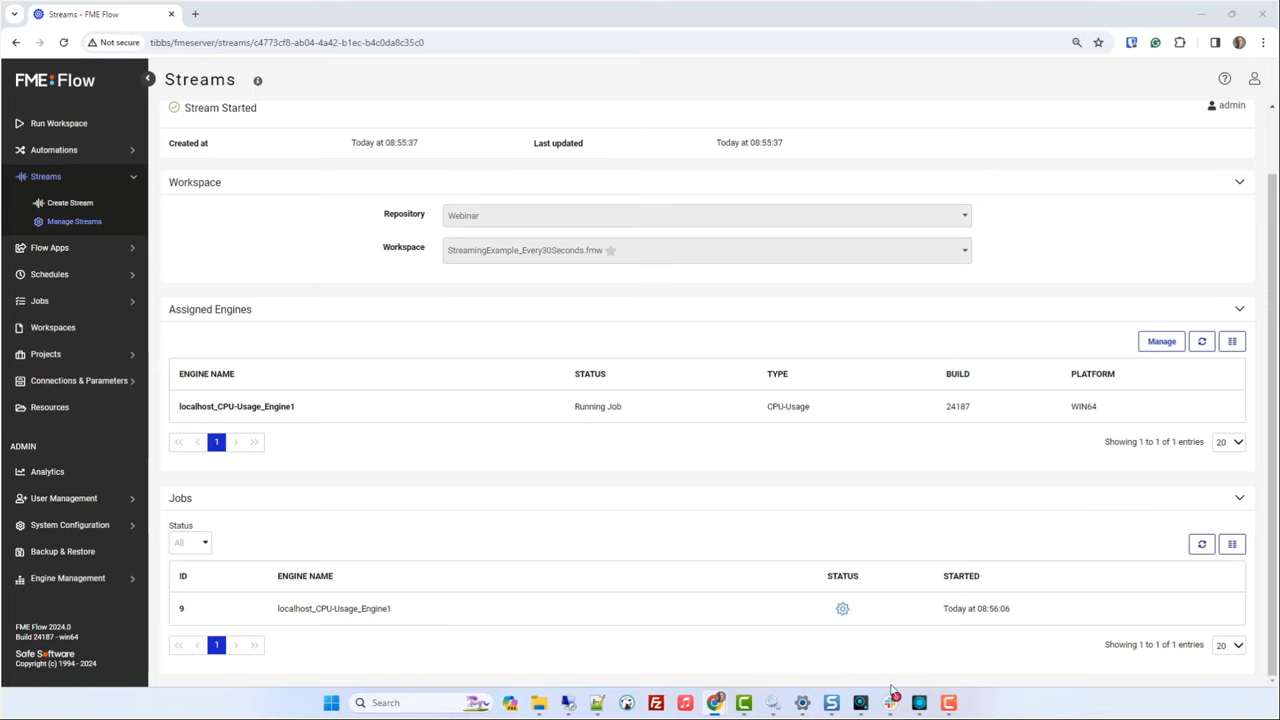 Streams - FME Flow
Not secure
tibbs/fmeserver/streams/c4773cf8-ab04-4a42-b1ec-b4c0da8c35c0
FME Flow
Streams
Run Workspace
Automations
Streams
Create Stream
Manage Streams
Flow Apps
Schedules
Jobs
Workspaces
Projects
Connections & Parameters
Resources
ADMIN
Analytics
User Management
System Configuration
Backup & Restore
Engine Management
FME Flow 2024.0
Build 24187 - win64
Safe Software
Copyright (c) 1994 - 2024
Stream Started
admin
Created at Today at 08:55:37 Last updated Today at 08:55:37
Workspace
Repository Webinar
Workspace StreamingExample_Every30Seconds.fmw
Assigned Engines
Manage
ENGINE NAME STATUS TYPE BUILD PLATFORM
localhost_CPU-Usage_Engine1 Running Job CPU-Usage 24187 WIN64
1 Showing 1 to 1 of 1 entries 20
Jobs
Status
All
ID ENGINE NAME STATUS STARTED
9 localhost_CPU-Usage_Engine1 Today at 08:56:06
1 Showing 1 to 1 of 1 entries 20
Search